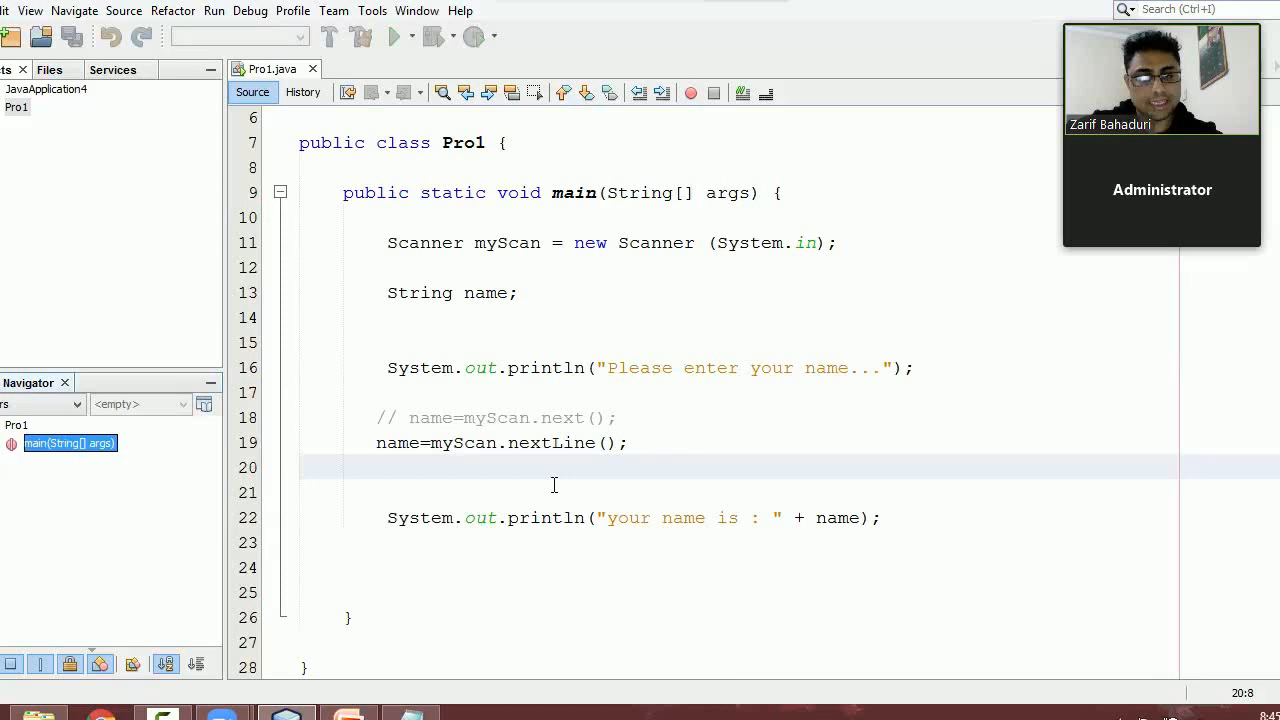 it View Navigate Source Refactor Run Debug Profile Team Tools Window Help
Search (Ctrl+I)
cts Files Services
Pro1.java
JavaApplication4
Source History
Pro1
Zarif Bahaduri
Administrator
6
7 public class Pro1 {
8
9 public static void main(String[] args) {
10
11 Scanner myScan = new Scanner (System.in);
12
13 String name;
14
15
16 System.out.println("Please enter your name...");
17
18 // name=myScan.next();
19 name=myScan.nextLine();
20
21
22 System.out.println("your name is : " + name);
23
24
25
26 }
27
28 }
Navigator
rs <empty>
Pro1
main(String[] args)
20:8
8:45